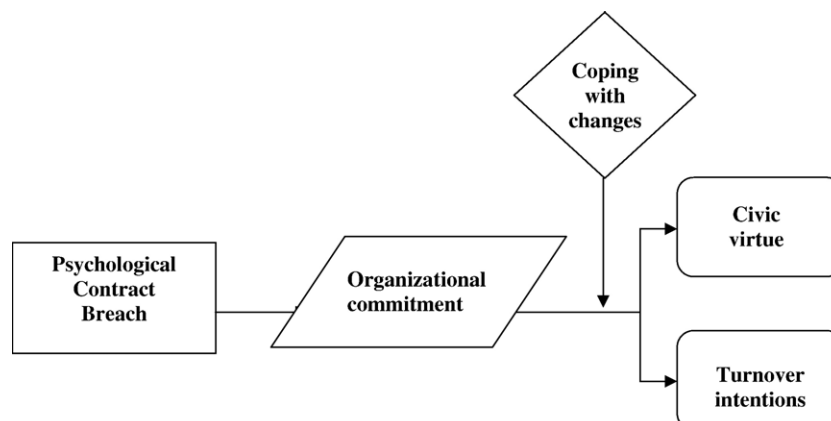 Coping
with
changes
Civic
virtue
Psychological
Contract
Breach
Organizational
commitment
Turnover
intentions